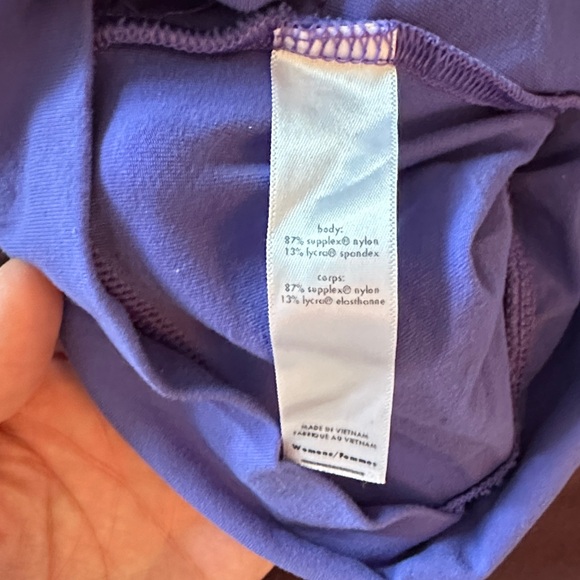 body:
87% supplex® nylon
13% lycra® spandex
corps:
87% supplex® nylon
13% lycra® elasthanne
MADE IN VIETNAM
FABRIQUÉ AU VIETNAM
Womens/Femmes